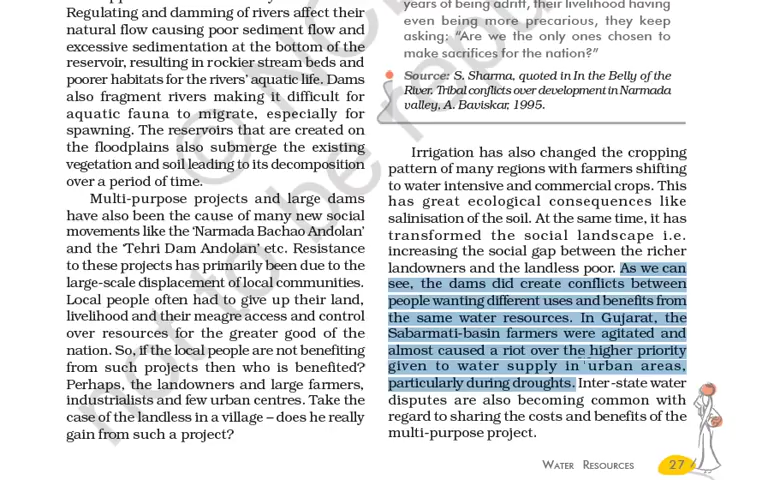 Regulating and damming of rivers affect their
natural flow causing poor sediment flow and
excessive sedimentation at the bottom of the
reservoir, resulting in rockier stream beds and
poorer habitats for the rivers' aquatic life. Dams
also fragment rivers making it difficult for
aquatic fauna to migrate, especially for
spawning. The reservoirs that are created on
the floodplains also submerge the existing
vegetation and soil leading to its decomposition
over a period of time.
Multi-purpose projects and large dams
have also been the cause of many new social
movements like the 'Narmada Bachao Andolan'
and the 'Tehri Dam Andolan' etc. Resistance
to these projects has primarily been due to the
large-scale displacement of local communities.
Local people often had to give up their land,
livelihood and their meagre access and control
over resources for the greater good of the
nation. So, if the local people are not benefiting
from such projects then who is benefited?
Perhaps, the landowners and large farmers,
industrialists and few urban centres. Take the
case of the landless in a village – does he really
gain from such a project?
years of being adrift, their livelihood having
even being more precarious, they keep
asking: "Are we the only ones chosen to
make sacrifices for the nation?"
Source: S. Sharma, quoted in In the Belly of the
River. Tribal conflicts over development in Narmada
valley, A. Baviskar, 1995.
Irrigation has also changed the cropping
pattern of many regions with farmers shifting
to water intensive and commercial crops. This
has great ecological consequences like
salinisation of the soil. At the same time, it has
transformed the social landscape i.e.
increasing the social gap between the richer
landowners and the landless poor. As we can
see, the dams did create conflicts between
people wanting different uses and benefits from
the same water resources. In Gujarat, the
Sabarmati-basin farmers were agitated and
almost caused a riot over the higher priority
given to water supply in urban areas,
particularly during droughts. Inter-state water
disputes are also becoming common with
regard to sharing the costs and benefits of the
multi-purpose project.
WATER RESOURCES 27